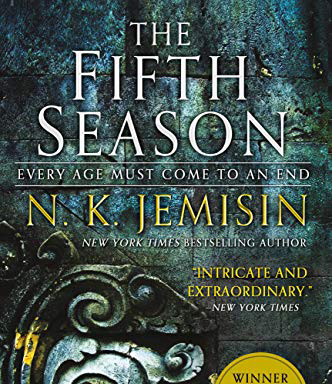 THE
FIFTH
SEASON
EVERY AGE MUST COME TO AN END
N. K. JEMISIN
NEW YORK TIMES BESTSELLING AUTHOR
"INTRICATE AND
EXTRAORDINARY."
NEW YORK TIMES
WINNER